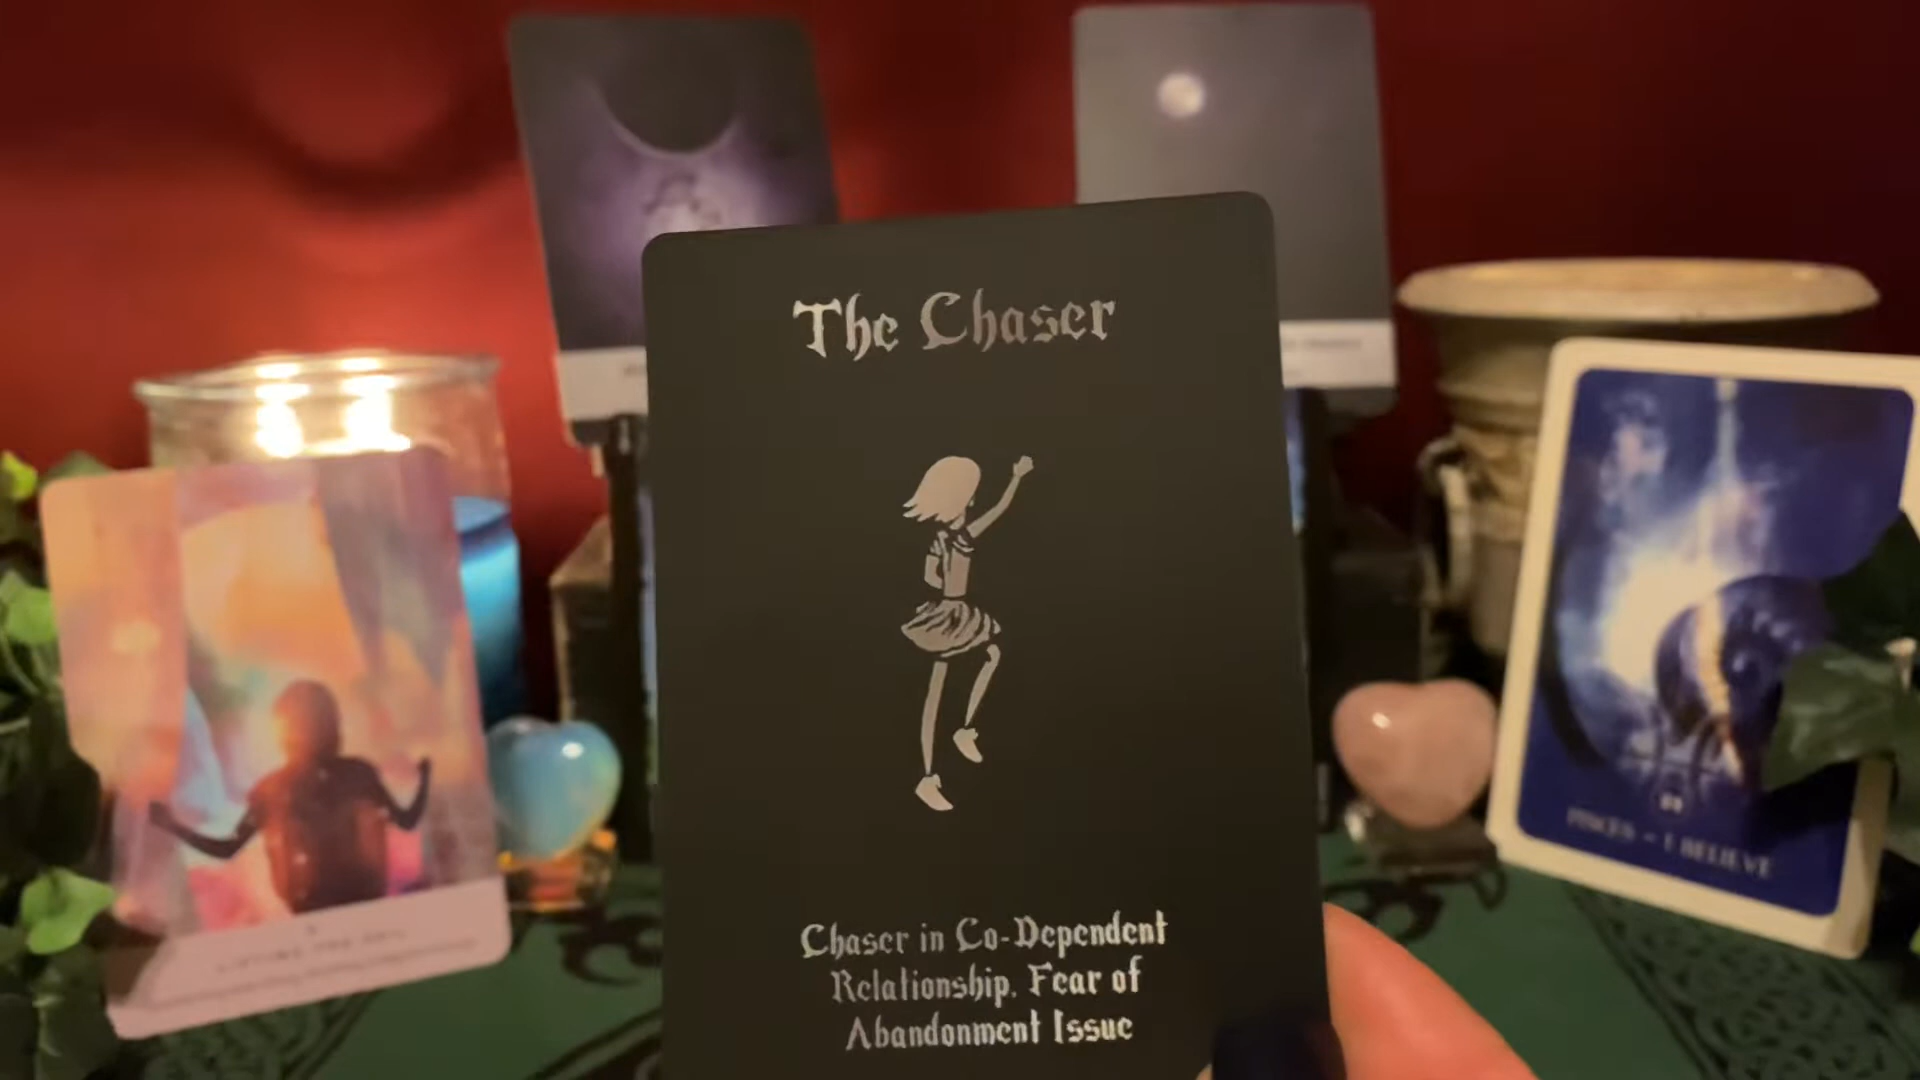 The Chaser
Chaser in Co-Dependent
Relationship. Fear of
Abandonment Issue
PISCES – I BELIEVE